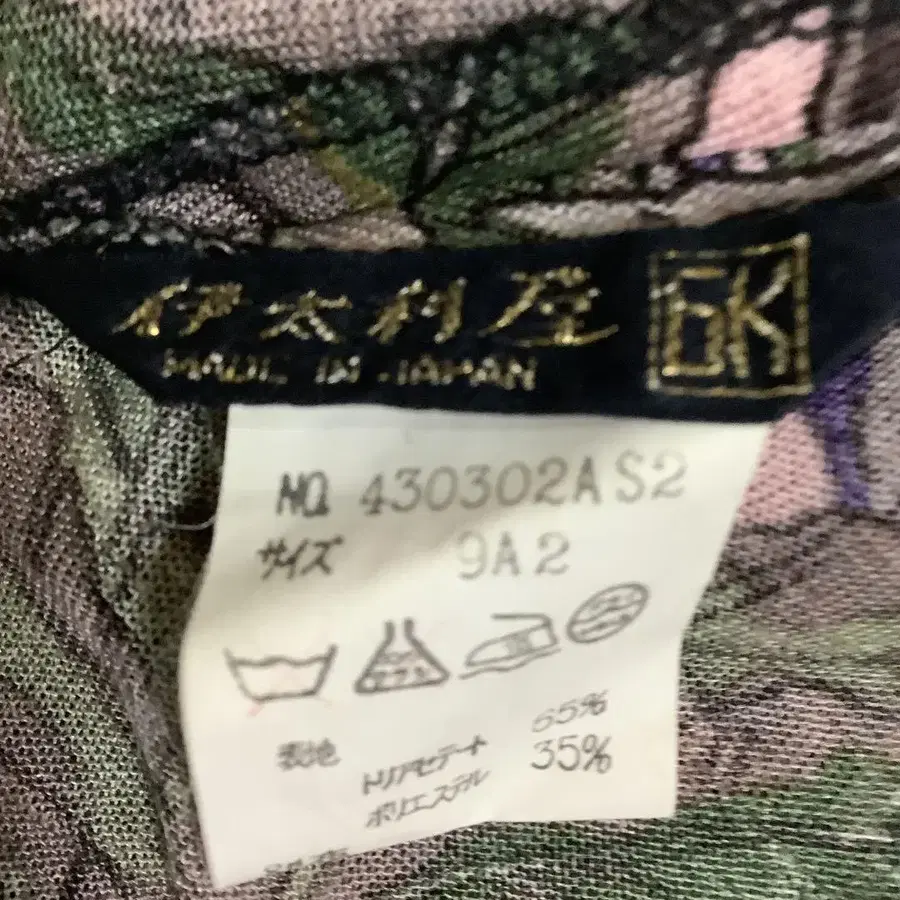 伊太利屋
GK
MADE IN JAPAN
NO. 430302A S2
サイズ 9A2
表地 トリアセテート 65%
ポリエステル 35%